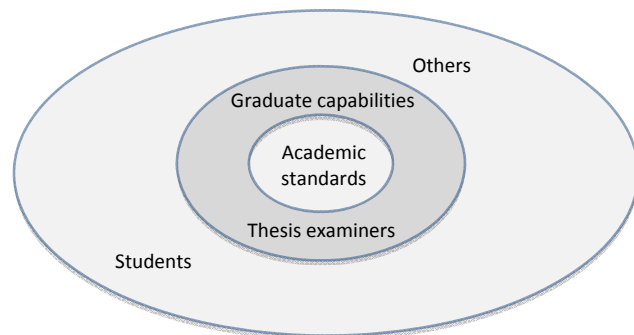 Others
Graduate capabilities
Academic
standards
Thesis examiners
Students